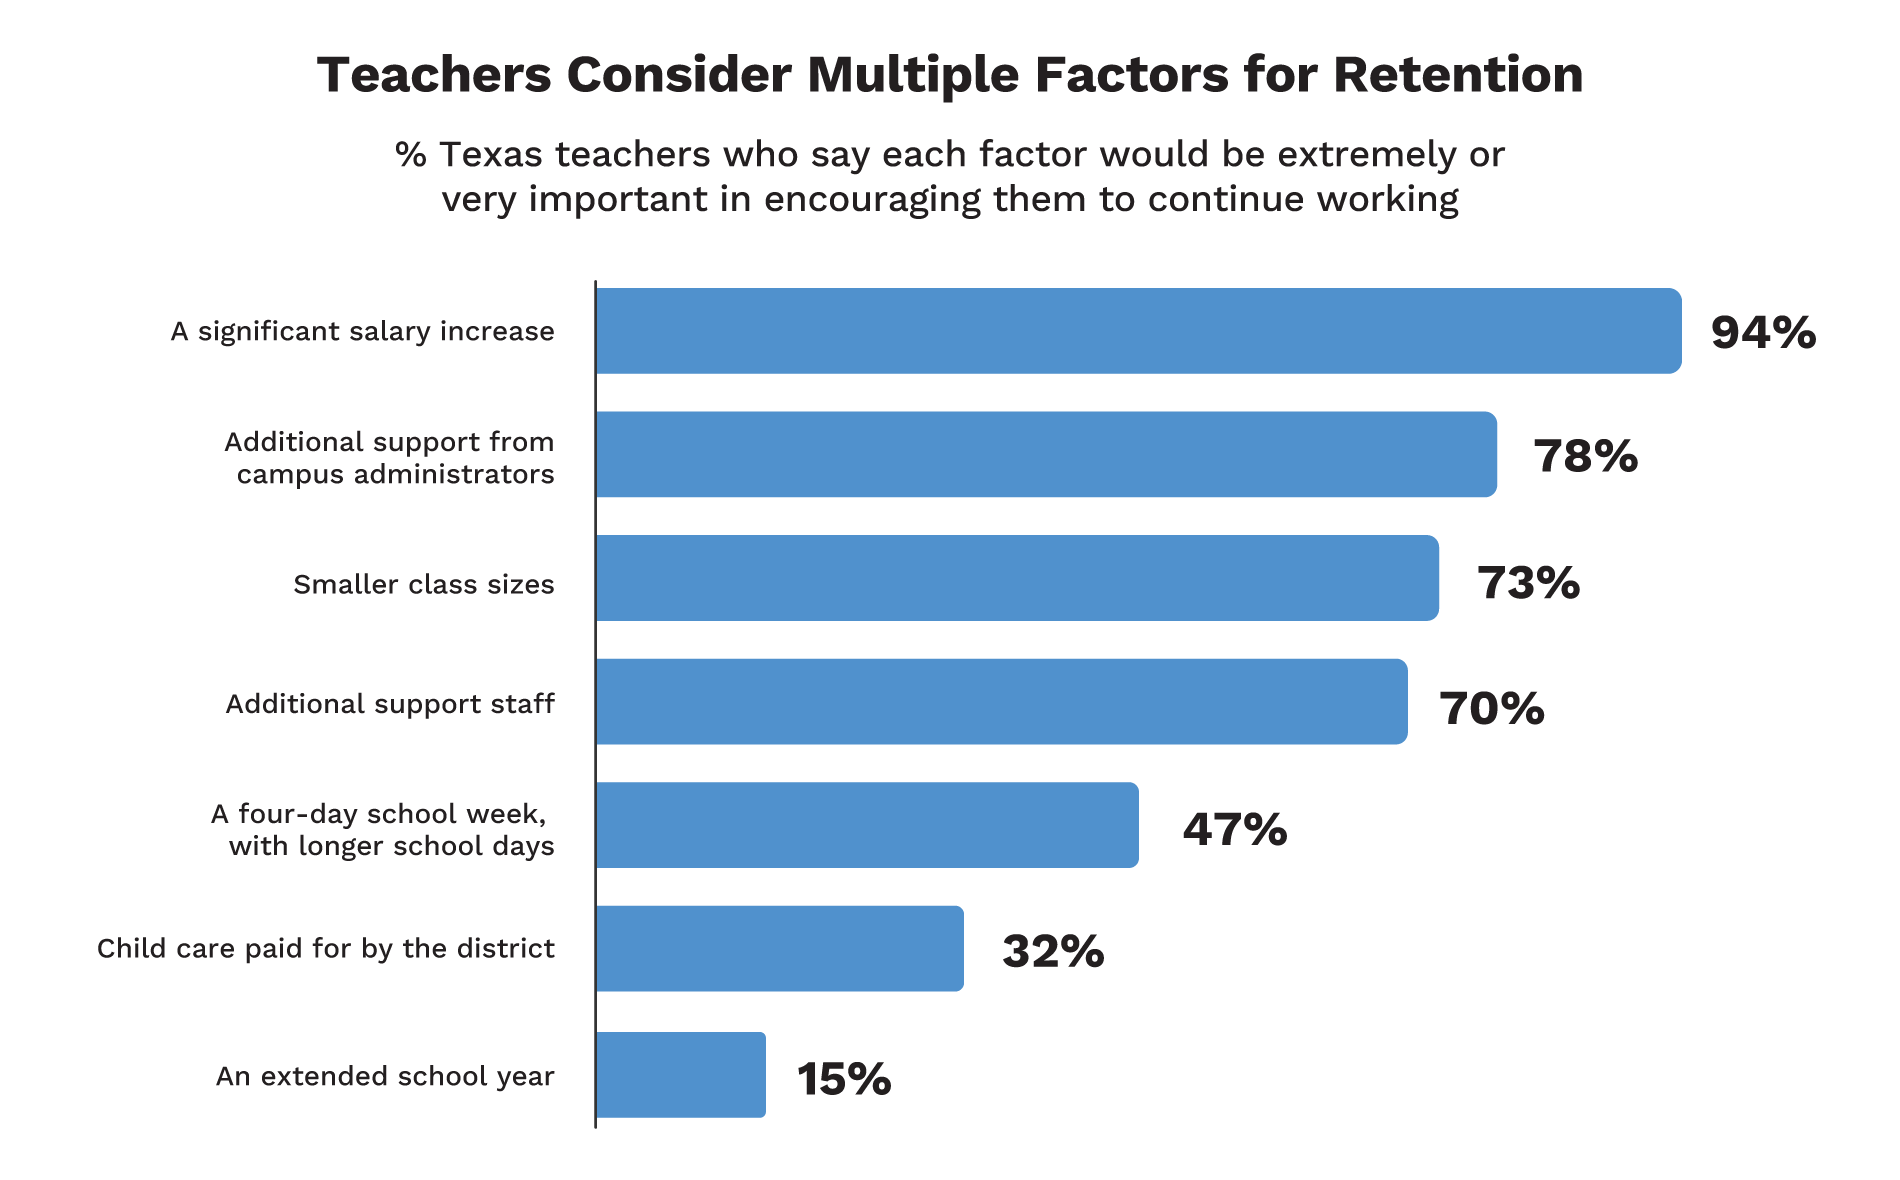 Teachers Consider Multiple Factors for Retention
% Texas teachers who say each factor would be extremely or
very important in encouraging them to continue working
A significant salary increase
94%
Additional support from
campus administrators
78%
Smaller class sizes
73%
Additional support staff
70%
A four-day school week,
with longer school days
47%
Child care paid for by the district
32%
An extended school year
15%